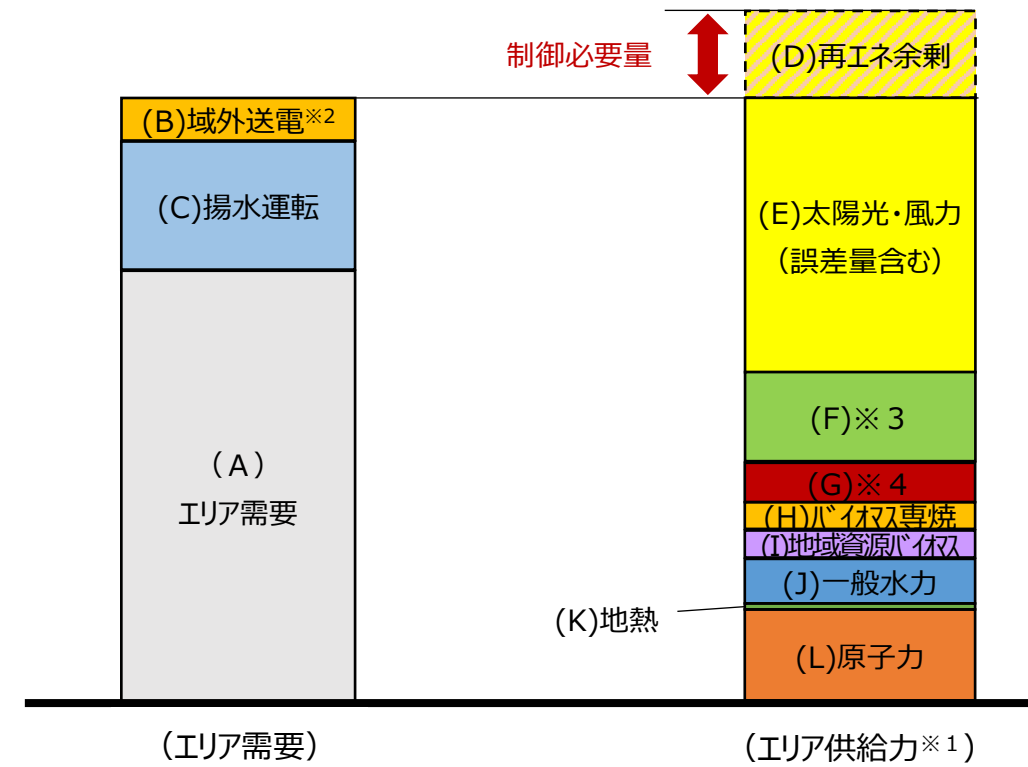 制御必要量
(D)再エネ余剰
(B)域外送電※2
(C)揚水運転
(E)太陽光・風力
（誤差量含む）
(F)※３
（A）
エリア需要
(G)※４
(H)バイオマス専焼
(I)地域資源バイオマス
(J)一般水力
(K)地熱
(L)原子力
（エリア需要）
（エリア供給力※１）